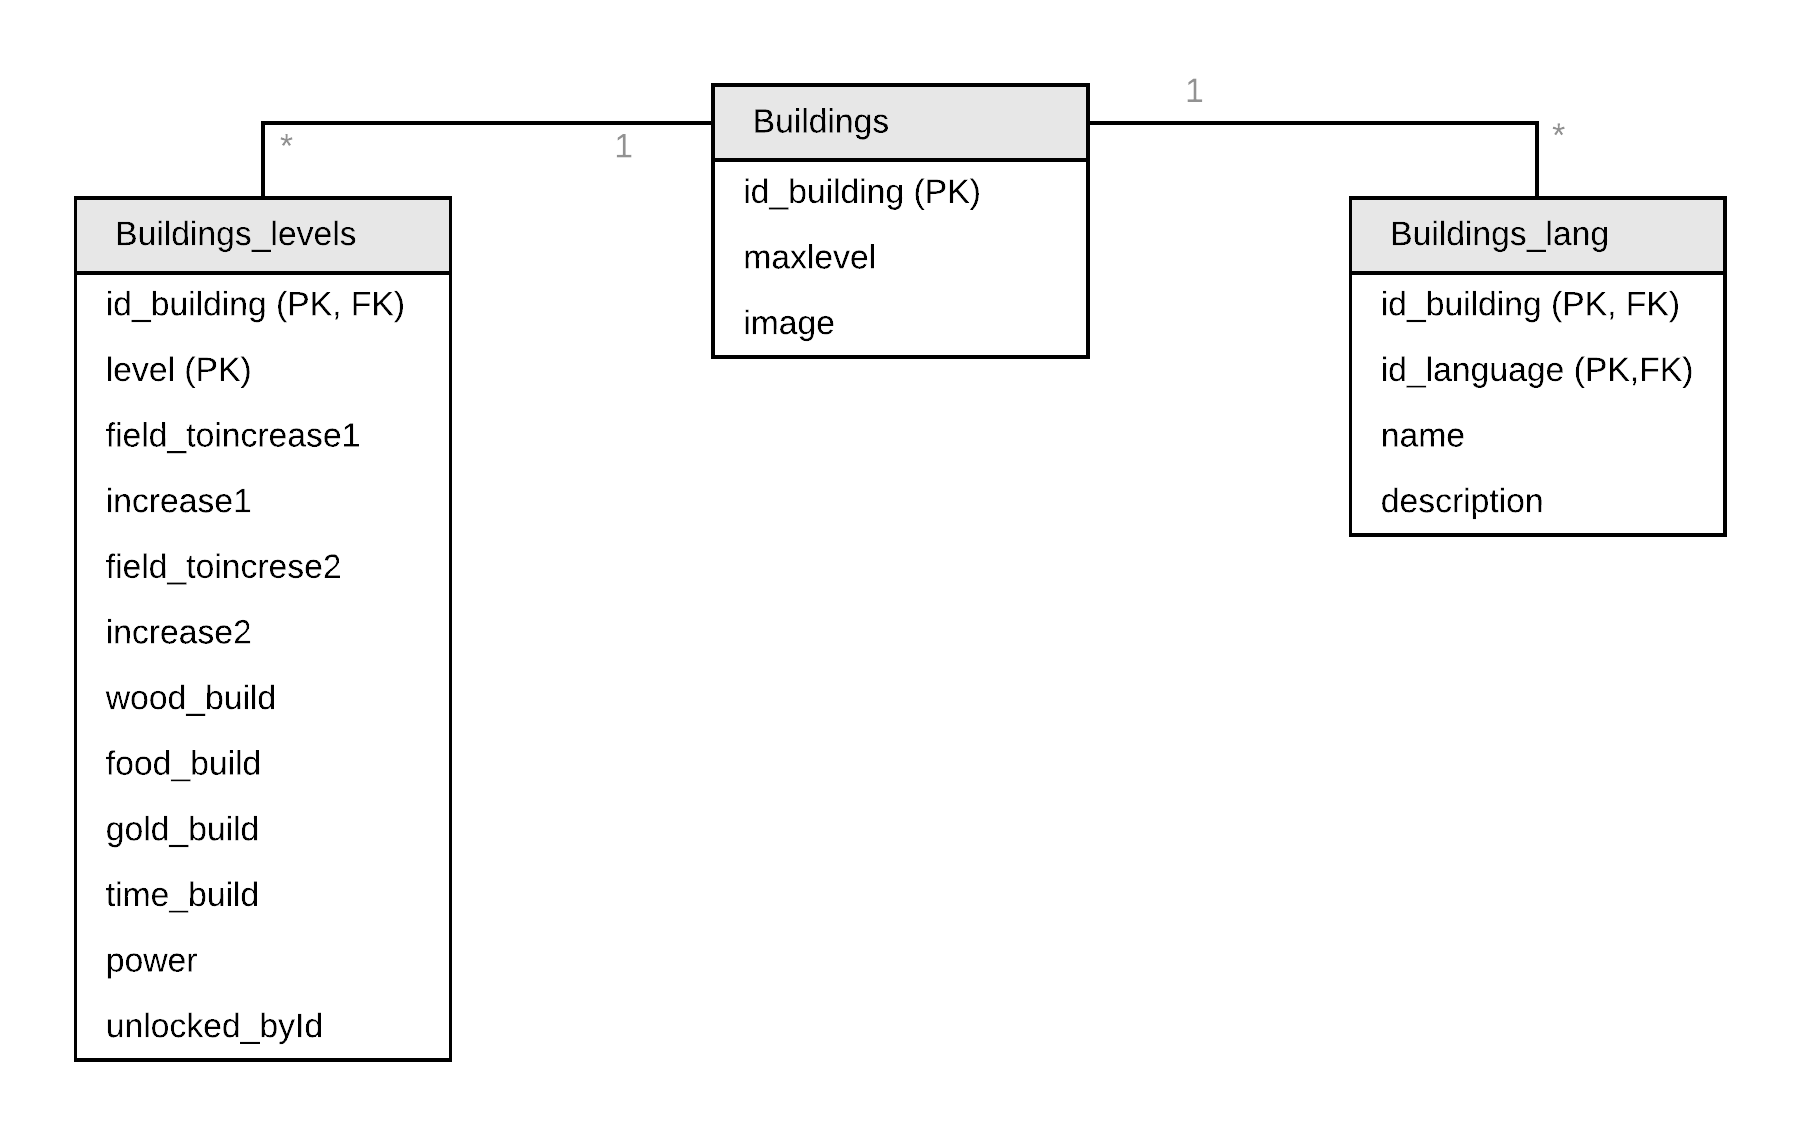 1
*
1
*
Buildings
id_building (PK)
maxlevel
image
Buildings_levels
id_building (PK, FK)
level (PK)
field_toincrease1
increase1
field_toincrese2
increase2
wood_build
food_build
gold_build
time_build
power
unlocked_byId
Buildings_lang
id_building (PK, FK)
id_language (PK,FK)
name
description